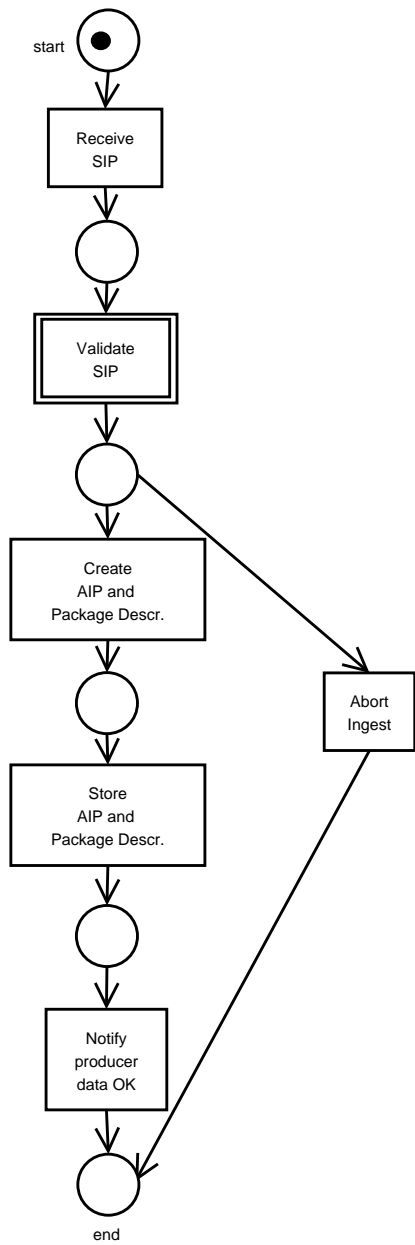 start
Receive
SIP
Validate
SIP
Create
AIP and
Package Descr.
Abort
Ingest
Store
AIP and
Package Descr.
Notify
producer
data OK
end